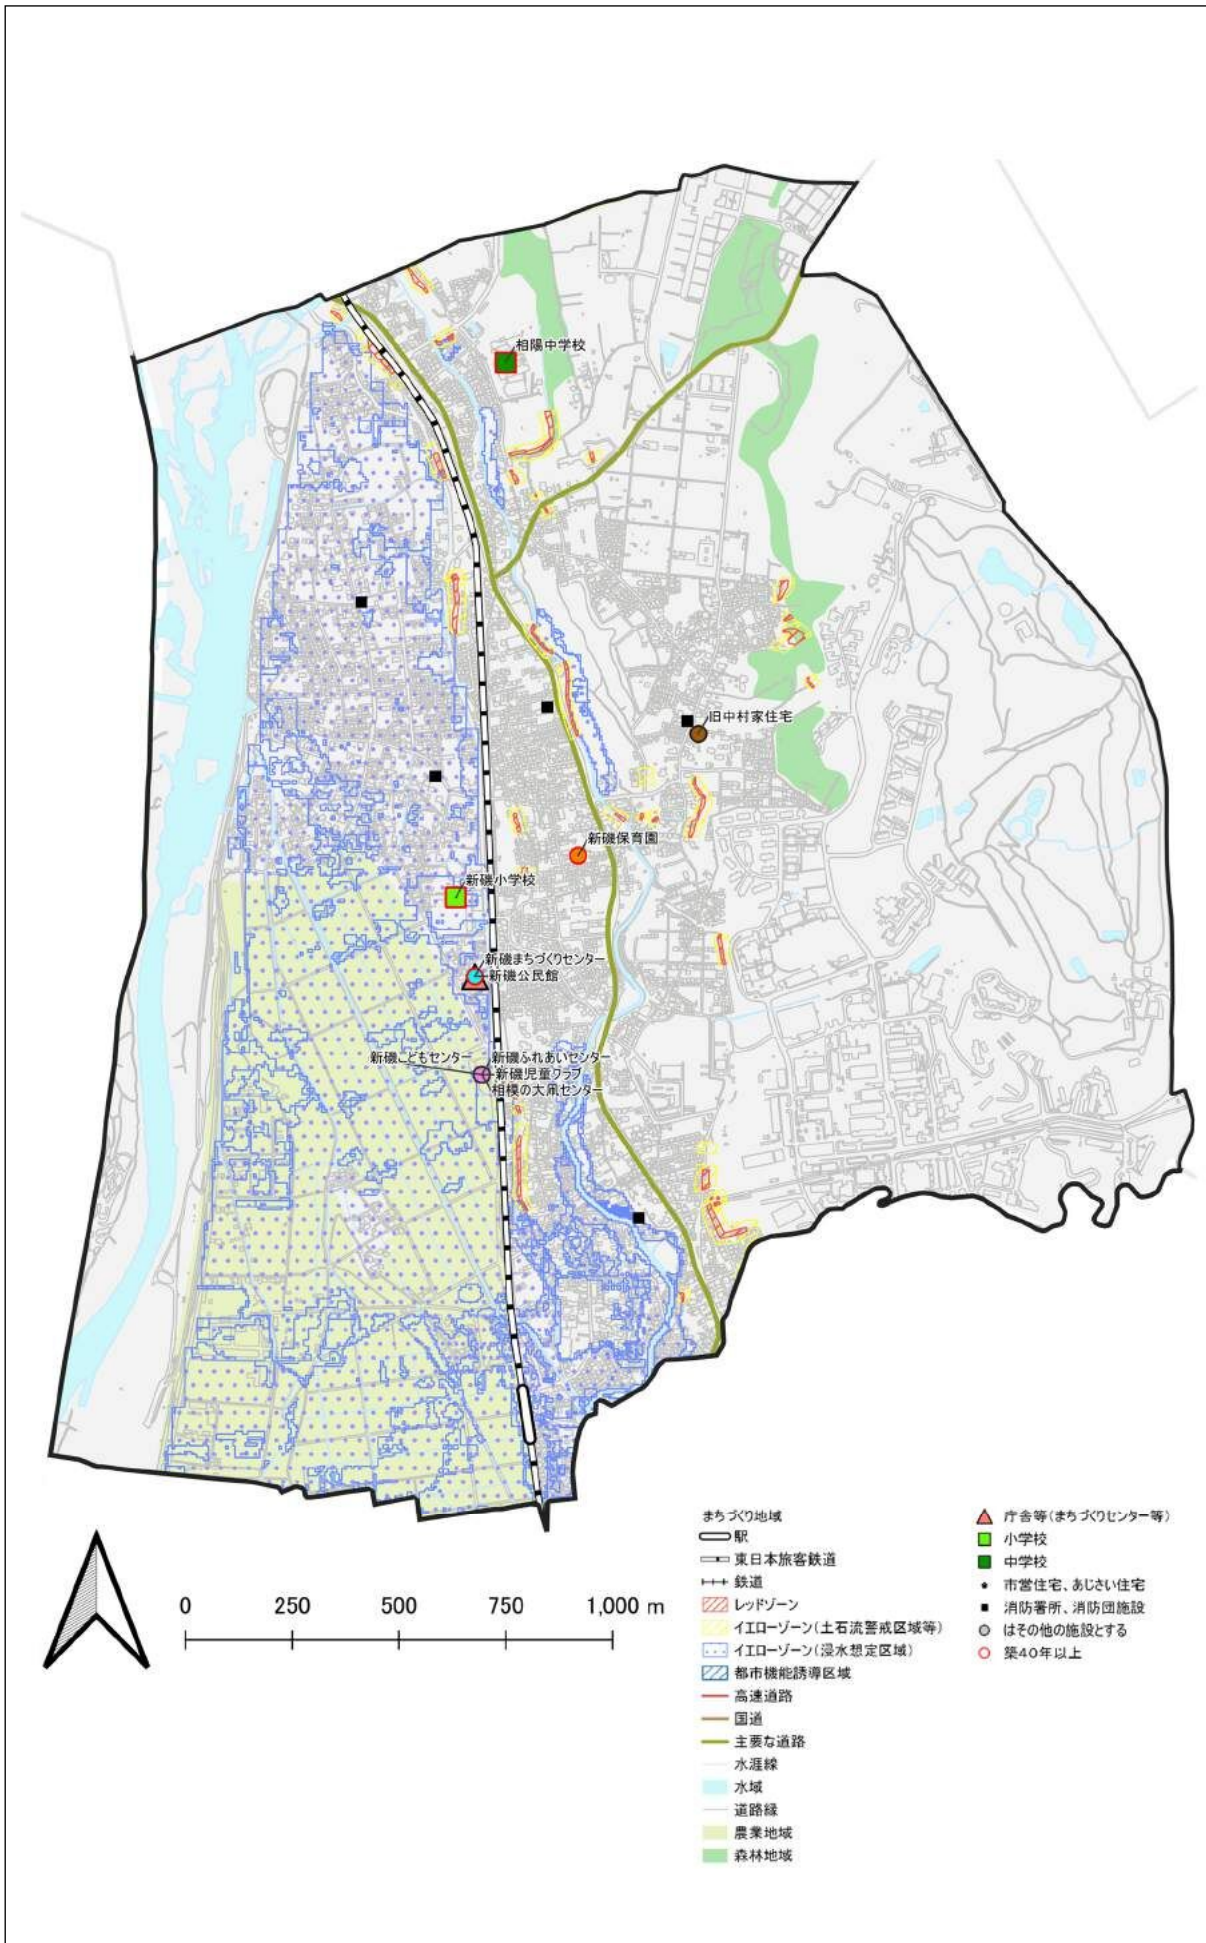 相陽中学校
旧中村家住宅
新磯保育園
新磯小学校
新磯まちづくりセンター
新磯公民館
新磯こどもセンター
新磯ふれあいセンター
新磯児童クラブ
相模の大凧センター
0 250 500 750 1,000 m
まちづくり地域
駅
東日本旅客鉄道
鉄道
レッドゾーン
イエローゾーン(土石流警戒区域等)
イエローゾーン(浸水想定区域)
都市機能誘導区域
高速道路
国道
主要な道路
水涯線
水域
道路縁
農業地域
森林地域
庁舎等(まちづくりセンター等)
小学校
中学校
市営住宅、あじさい住宅
消防署所、消防団施設
はその他の施設とする
築40年以上